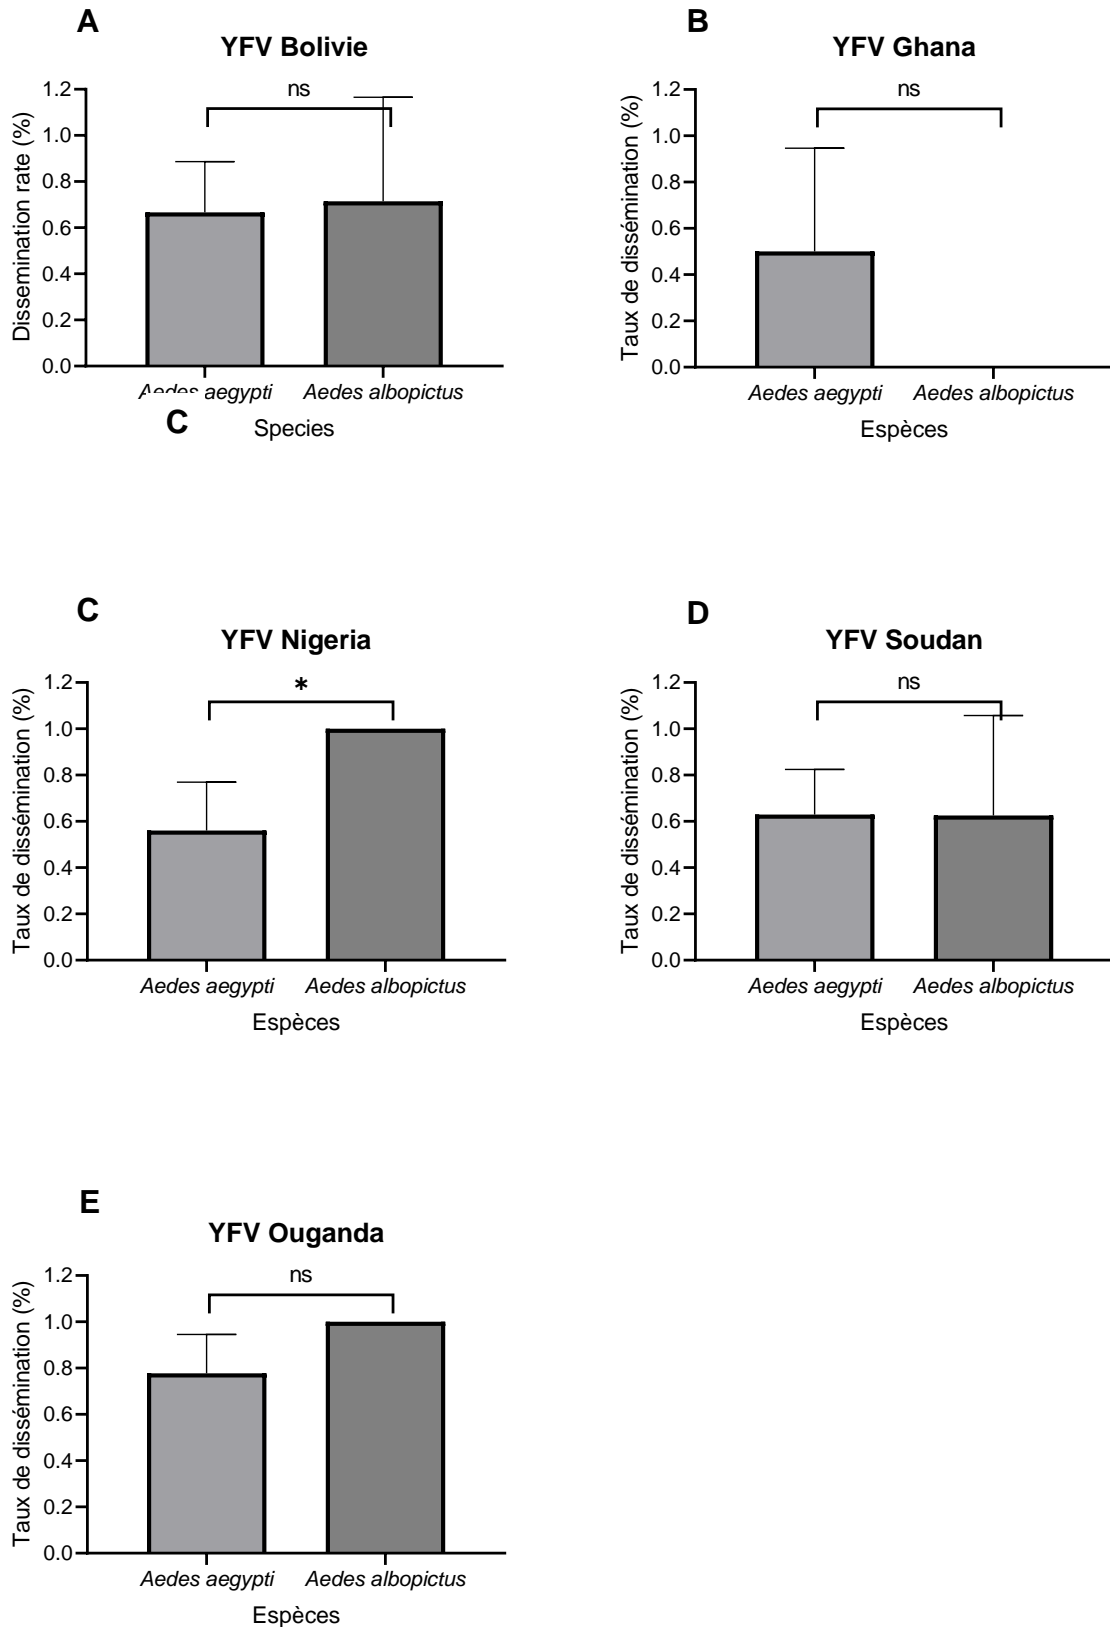 A
YFV Bolivie
ns
1.2
1.0
0.8
0.6
0.4
0.2
0.0
Dissemination rate (%)
Aedes aegypti
Aedes albopictus
Species
B
YFV Ghana
ns
1.2
1.0
0.8
0.6
0.4
0.2
0.0
Taux de dissémination (%)
Aedes aegypti
Aedes albopictus
Espèces
C
C
YFV Nigeria
*
1.2
1.0
0.8
0.6
0.4
0.2
0.0
Taux de dissémination (%)
Aedes aegypti
Aedes albopictus
Espèces
D
YFV Soudan
ns
1.2
1.0
0.8
0.6
0.4
0.2
0.0
Taux de dissémination (%)
Aedes aegypti
Aedes albopictus
Espèces
E
YFV Ouganda
ns
1.2
1.0
0.8
0.6
0.4
0.2
0.0
Taux de dissémination (%)
Aedes aegypti
Aedes albopictus
Espèces